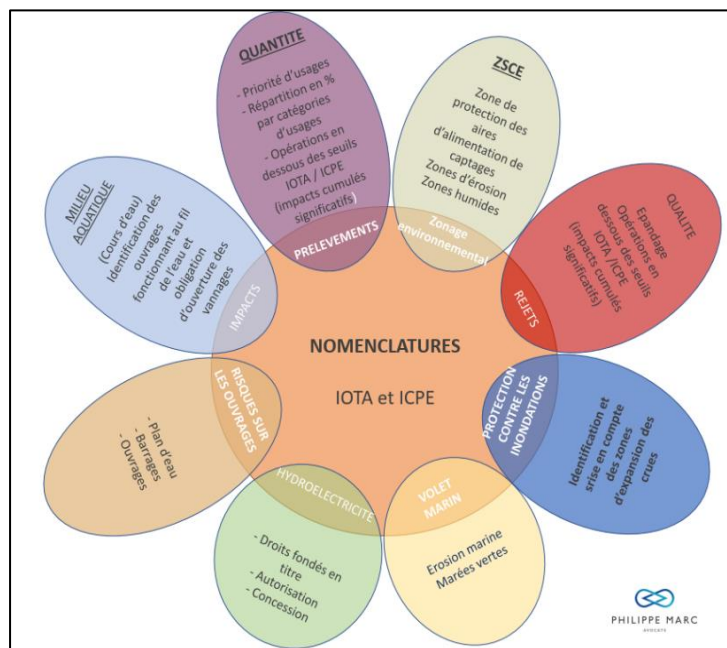 QUANTITE
- Priorité d'usages
- Répartition en %
par catégories
d'usages
- Opérations en
dessous des seuils
IOTA / ICPE
(impacts cumulés
significatifs)
PRELEVEMENTS
ZSCE
Zone de
protection des
aires
d'alimentation de
captages
Zones d'érosion
Zones humides
Zonage
environnemental
QUALITE
Epandage
Opérations en
dessous des seuils
IOTA /ICPE
(impacts cumulés
significatifs)
REJETS
PROTECTION
CONTRE LES
INONDATIONS
Identification et
srise en compte
des zones
d'expansion des
crues
VOLET
MARIN
Erosion marine
Marées vertes
HYDROELECTRICITE
- Droits fondés en
titre
- Autorisation
- Concession
RISQUES SUR
LES OUVRAGES
- Plan d'eau
- Barrages
- Ouvrages
MILIEU
AQUATIQUE
(Cours d'eau)
Identification des
ouvrages
fonctionnant au fil
de l'eau et
obligation
d'ouverture des
vannages
IMPACTS
NOMENCLATURES
IOTA et ICPE
PHILIPPE MARC